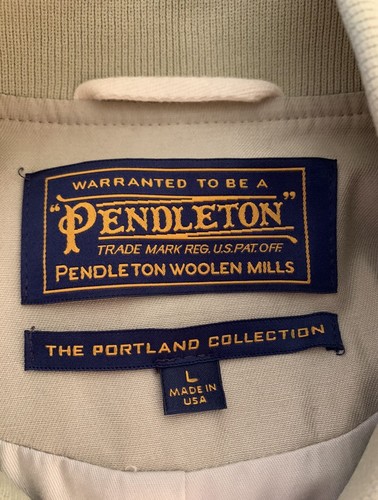 WARRANTED TO BE A
"PENDLETON"
TRADE MARK REG. U.S. PAT. OFF
PENDLETON WOOLEN MILLS
THE PORTLAND COLLECTION
L
MADE IN
USA